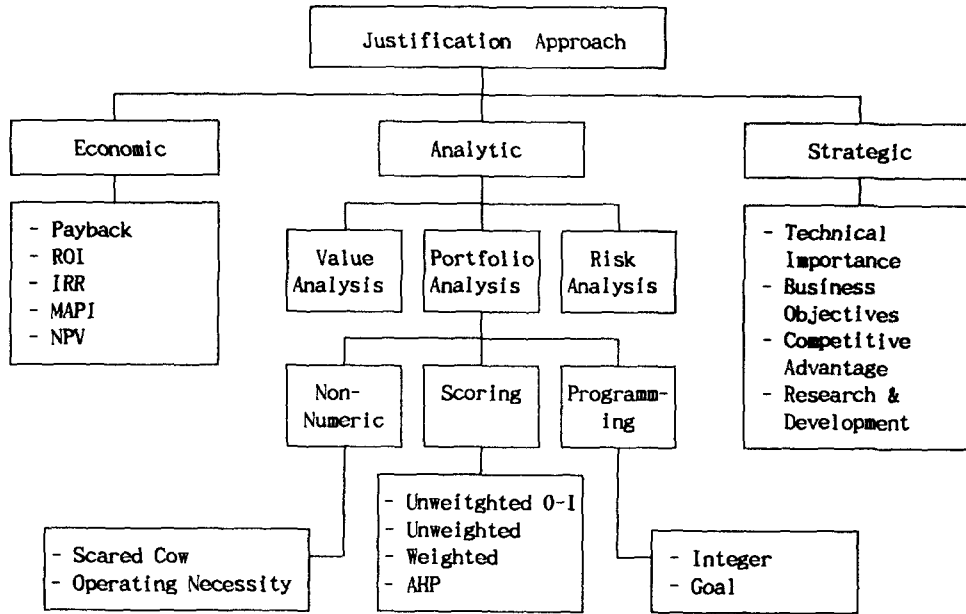 Justification Approach
Economic
Analytic
Strategic
- Payback
- ROI
- IRR
- MAPI
- NPV
Value
Analysis
Portfolio
Analysis
Risk
Analysis
- Technical
Importance
- Business
Objectives
- Competitive
Advantage
- Research &
Development
Non-
Numeric
Scoring
Programm-
ing
- Scared Cow
- Operating Necessity
- Unweitghted O-I
- Unweighted
- Weighted
- AHP
- Integer
- Goal